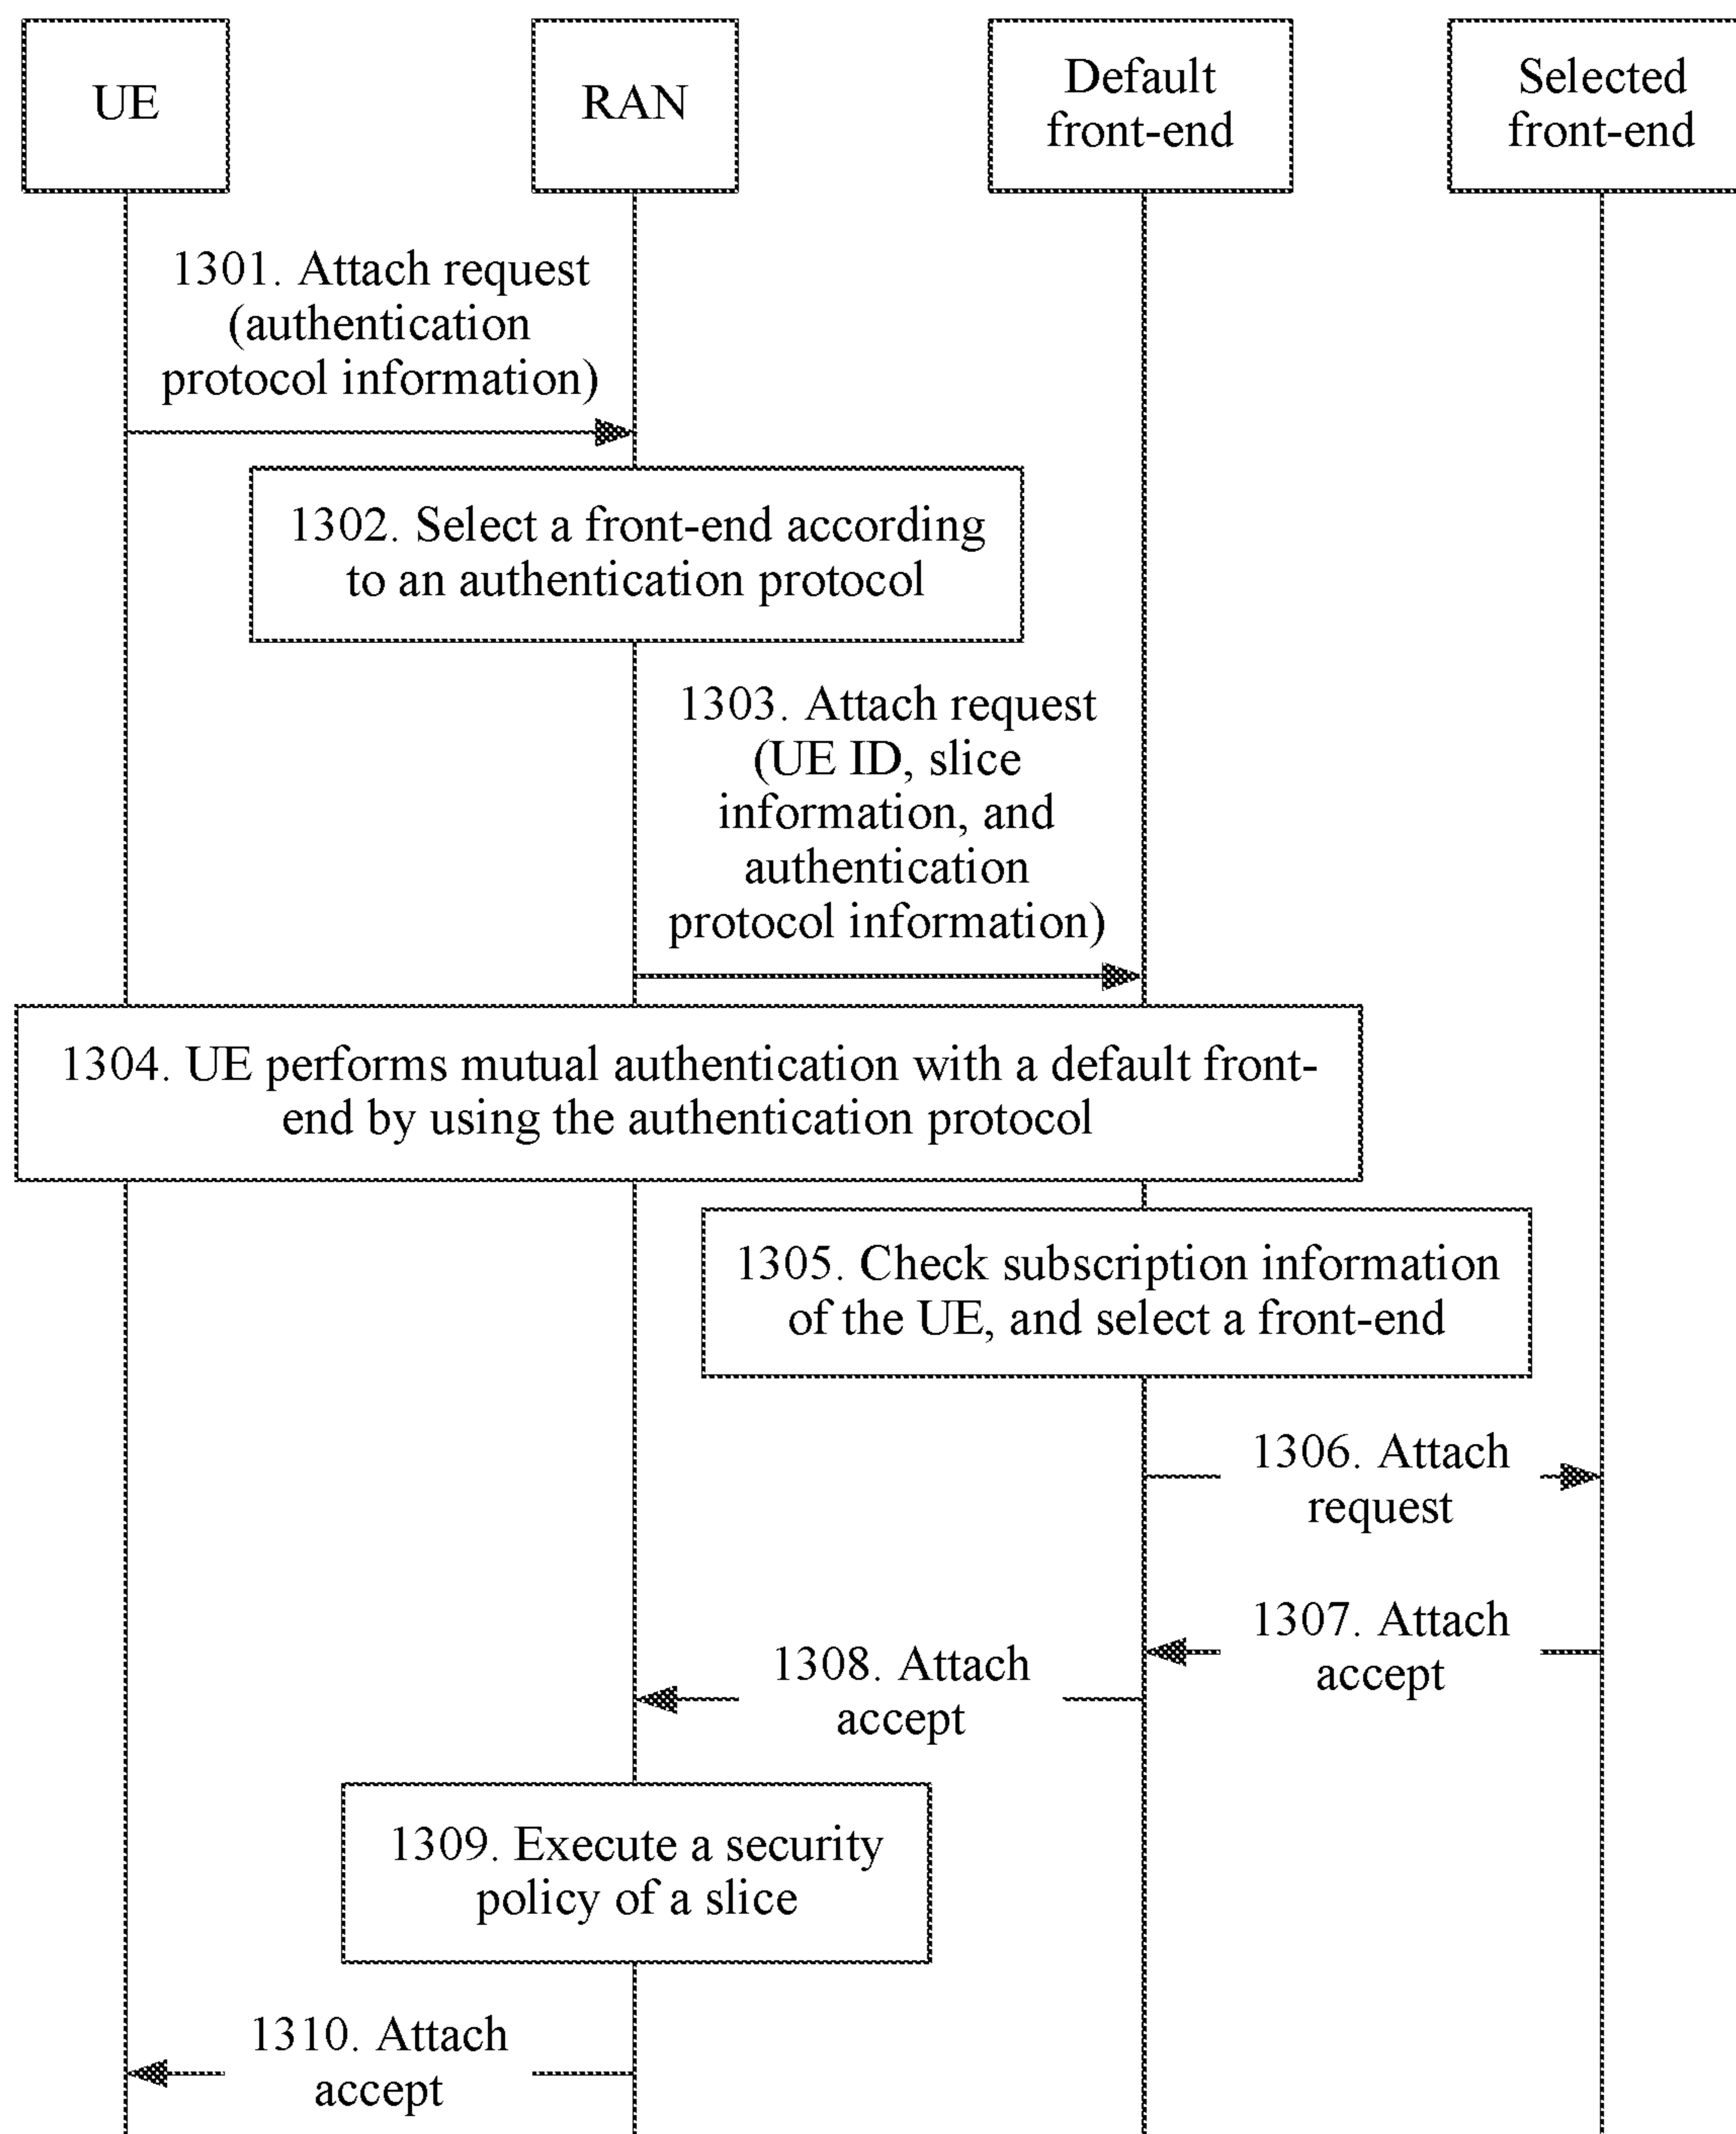 UE
RAN
Default
front-end
Selected
front-end
1301. Attach request
(authentication
protocol information)
1302. Select a front-end according
to an authentication protocol
1303. Attach request
(UE ID, slice
information, and
authentication
protocol information)
1304. UE performs mutual authentication with a default front-
end by using the authentication protocol
1305. Check subscription information
of the UE, and select a front-end
1306. Attach
request
1307. Attach
accept
1308. Attach
accept
1309. Execute a security
policy of a slice
1310. Attach
accept